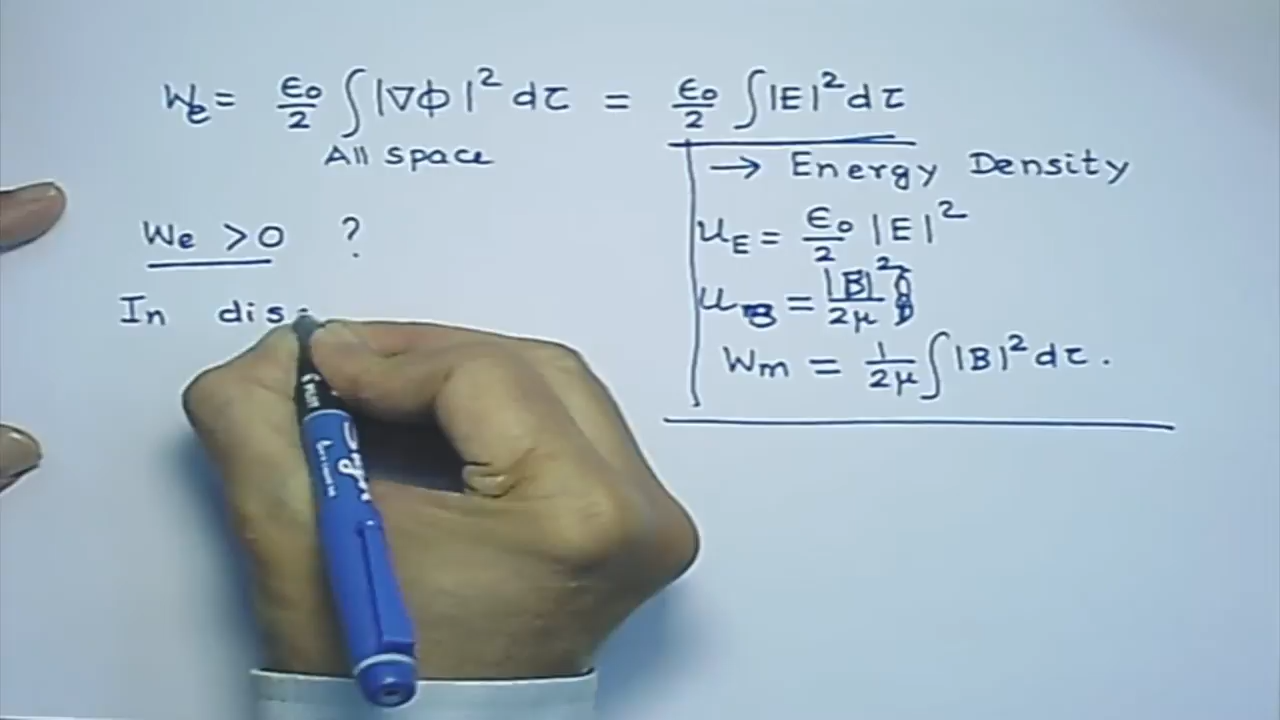 We = ε0/2 ∫|∇Φ|² dτ = ε0/2 ∫|E|² dτ
All space
→ Energy Density
We > 0 ?
uE = ε0/2 |E|²
uB = |B|²/2μ
In dis
Wm = 1/2μ ∫|B|² dτ.
PILOT